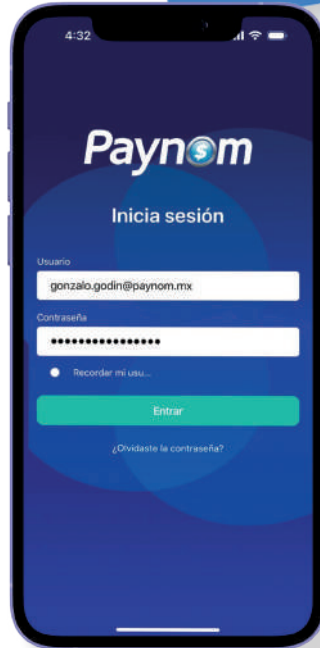 4:32
Paynom
Inicia sesión
Usuario
gonzalo.godin@paynom.mx
Contraseña
••••••••••••••••
Recordar mi usu...
Entrar
¿Olvidaste la contraseña?